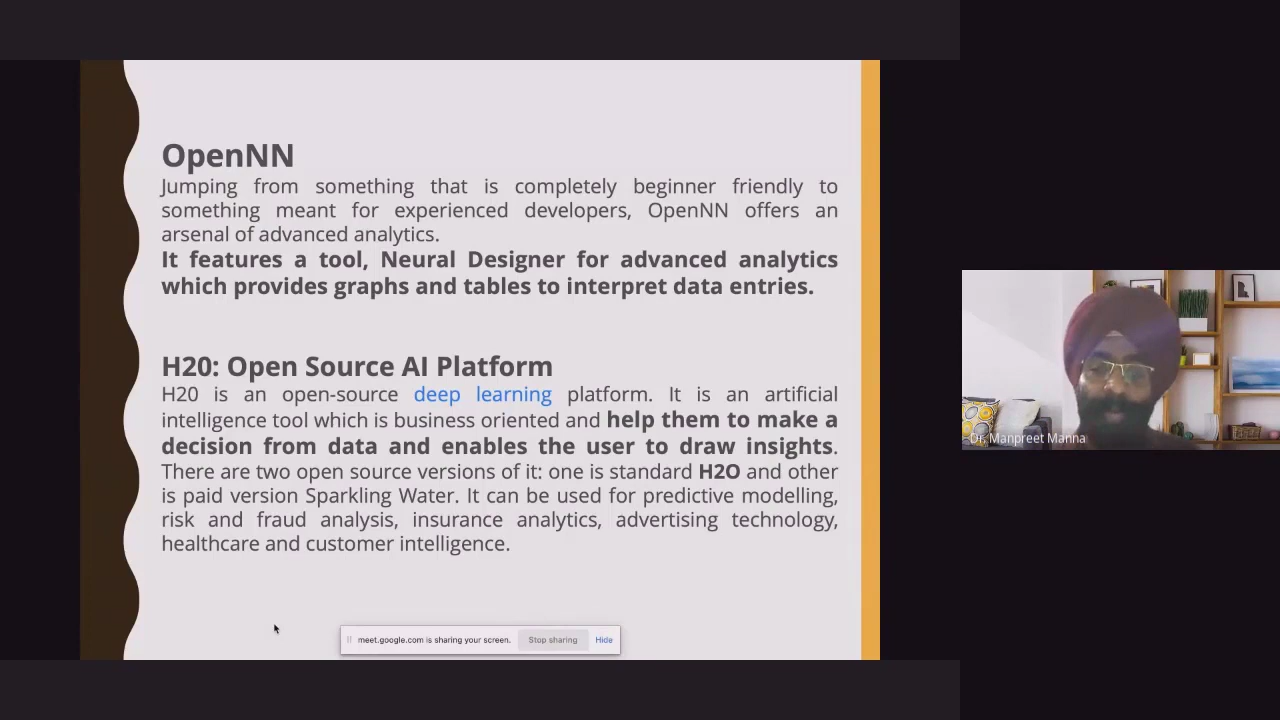 OpenNN
Jumping from something that is completely beginner friendly to
something meant for experienced developers, OpenNN offers an
arsenal of advanced analytics.
It features a tool, Neural Designer for advanced analytics
which provides graphs and tables to interpret data entries.
H20: Open Source AI Platform
H20 is an open-source deep learning platform. It is an artificial
intelligence tool which is business oriented and help them to make a
decision from data and enables the user to draw insights.
There are two open source versions of it: one is standard H2O and other
is paid version Sparkling Water. It can be used for predictive modelling,
risk and fraud analysis, insurance analytics, advertising technology,
healthcare and customer intelligence.
meet.google.com is sharing your screen. Stop sharing Hide
Dr. Manpreet Manna